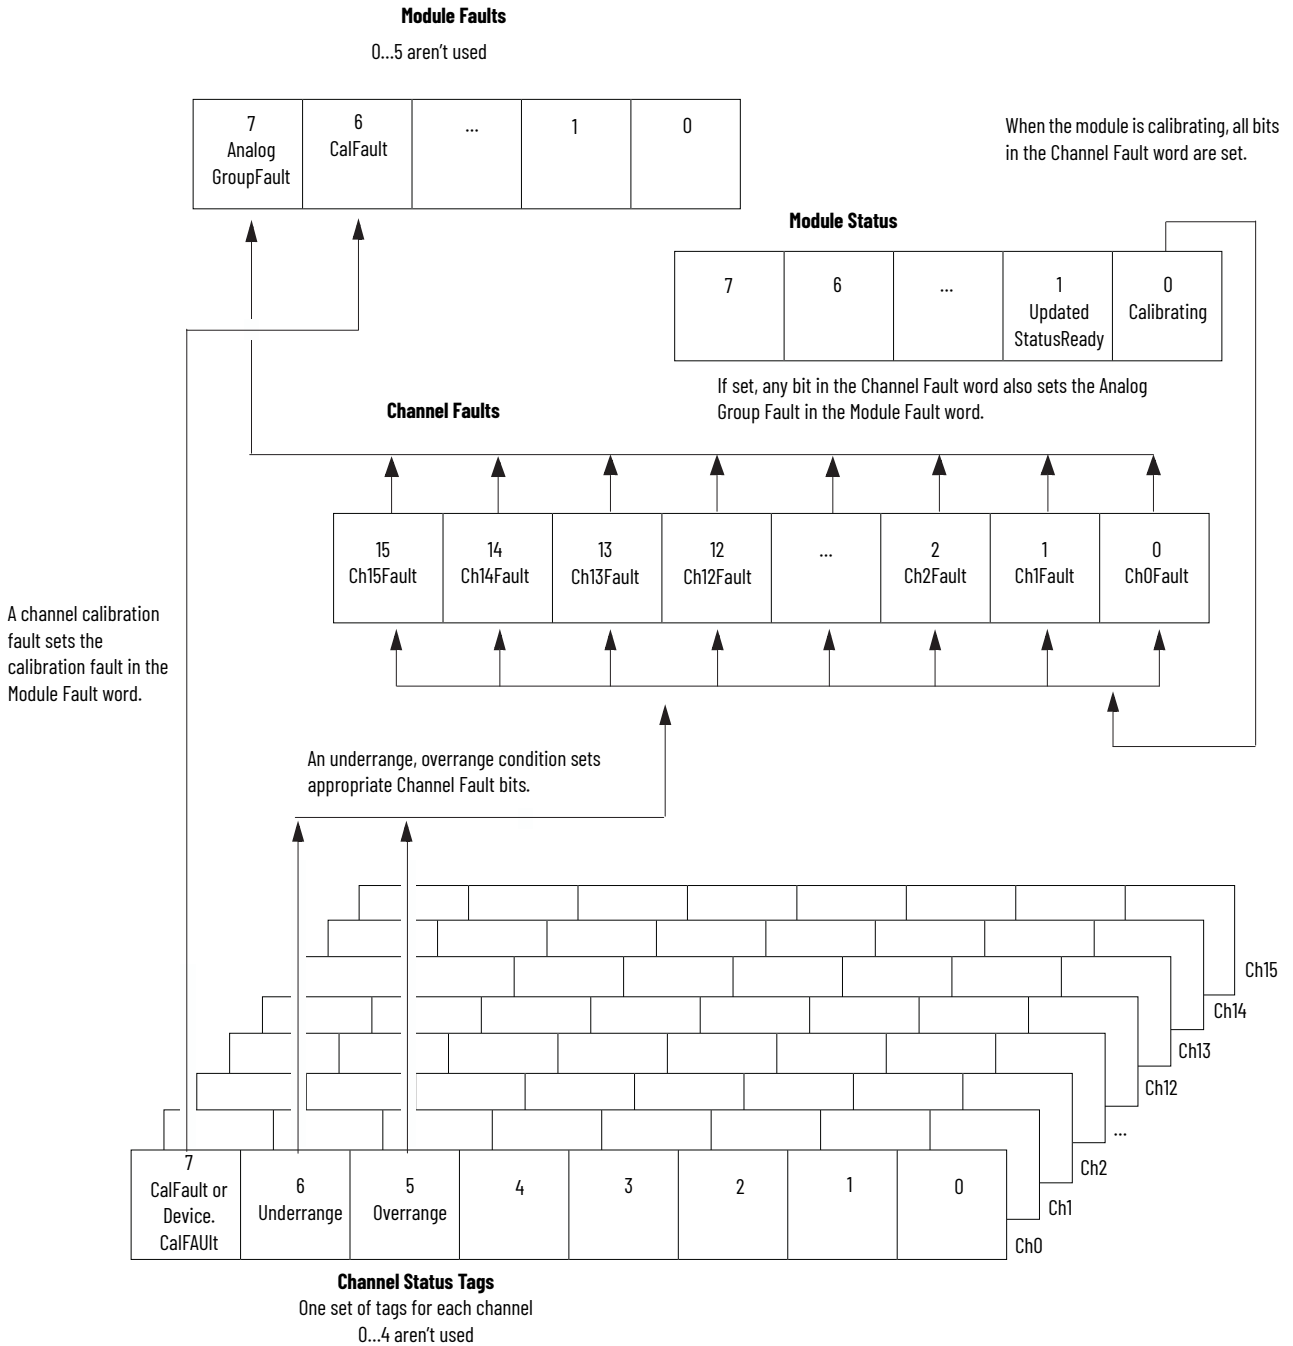 Module Faults
0...5 aren't used
7
Analog
GroupFault
6
CalFault
...
1
0
When the module is calibrating, all bits
in the Channel Fault word are set.
Module Status
7
6
...
1
Updated
StatusReady
0
Calibrating
If set, any bit in the Channel Fault word also sets the Analog
Group Fault in the Module Fault word.
Channel Faults
15
Ch15Fault
14
Ch14Fault
13
Ch13Fault
12
Ch12Fault
...
2
Ch2Fault
1
Ch1Fault
0
Ch0Fault
A channel calibration
fault sets the
calibration fault in the
Module Fault word.
An underrange, overrange condition sets
appropriate Channel Fault bits.
Ch15
Ch14
Ch13
Ch12
...
Ch2
Ch1
Ch0
7
CalFault or
Device.
CalFAUlt
6
Underrange
5
Overrange
4
3
2
1
0
Channel Status Tags
One set of tags for each channel
0...4 aren't used